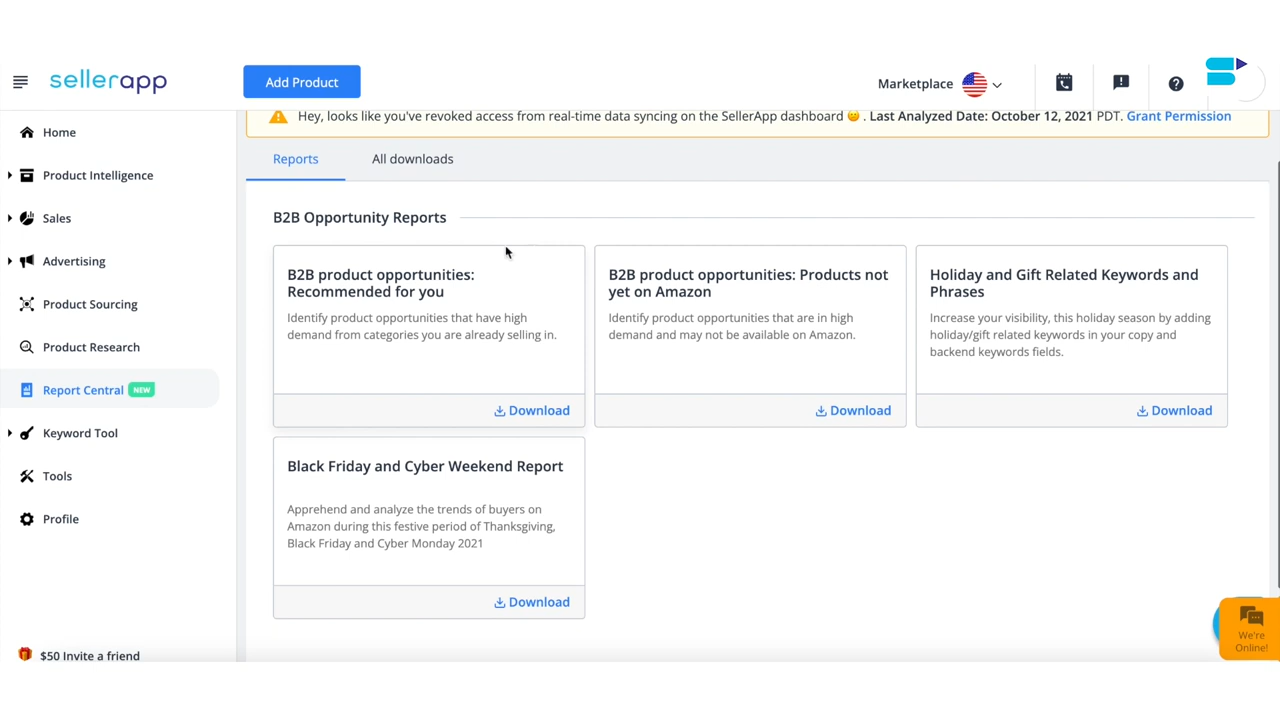 sellerapp
Add Product
Marketplace
Hey, looks like you've revoked access from real-time data syncing on the SellerApp dashboard 🙁 . Last Analyzed Date: October 12, 2021 PDT. Grant Permission
Home
Product Intelligence
Sales
Advertising
Product Sourcing
Product Research
Report Central NEW
Keyword Tool
Tools
Profile
$50 Invite a friend
Reports
All downloads
B2B Opportunity Reports
B2B product opportunities:
Recommended for you
Identify product opportunities that have high
demand from categories you are already selling in.
Download
B2B product opportunities: Products not
yet on Amazon
Identify product opportunities that are in high
demand and may not be available on Amazon.
Download
Holiday and Gift Related Keywords and
Phrases
Increase your visibility, this holiday season by adding
holiday/gift related keywords in your copy and
backend keywords fields.
Download
Black Friday and Cyber Weekend Report
Apprehend and analyze the trends of buyers on
Amazon during this festive period of Thanksgiving,
Black Friday and Cyber Monday 2021
Download
We're
Online!